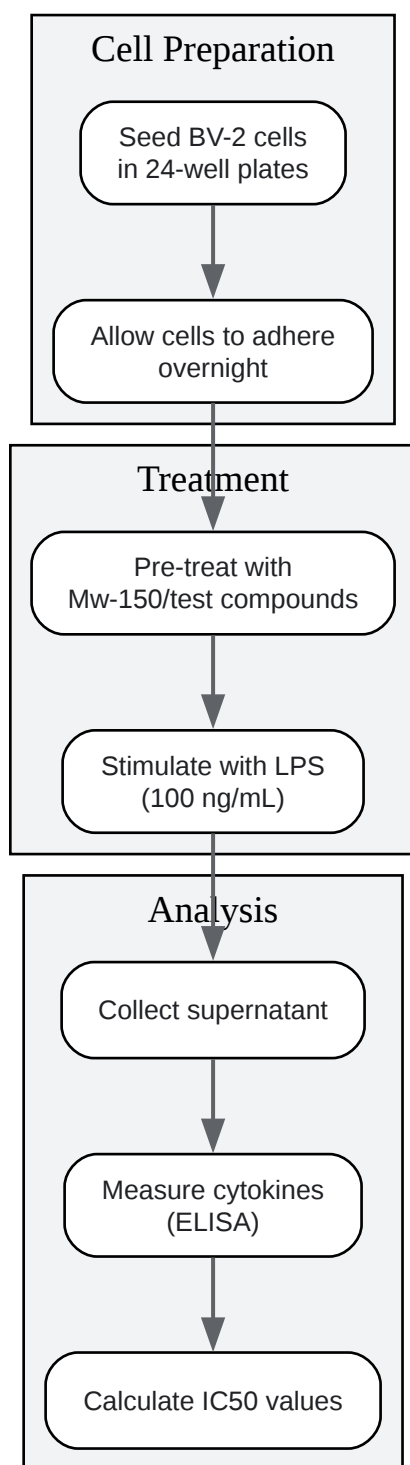 Cell Preparation
Seed BV-2 cells
in 24-well plates
Allow cells to adhere
overnight
Treatment
Pre-treat with
Mw-150/test compounds
Stimulate with LPS
(100 ng/mL)
Analysis
Collect supernatant
Measure cytokines
(ELISA)
Calculate IC50 values